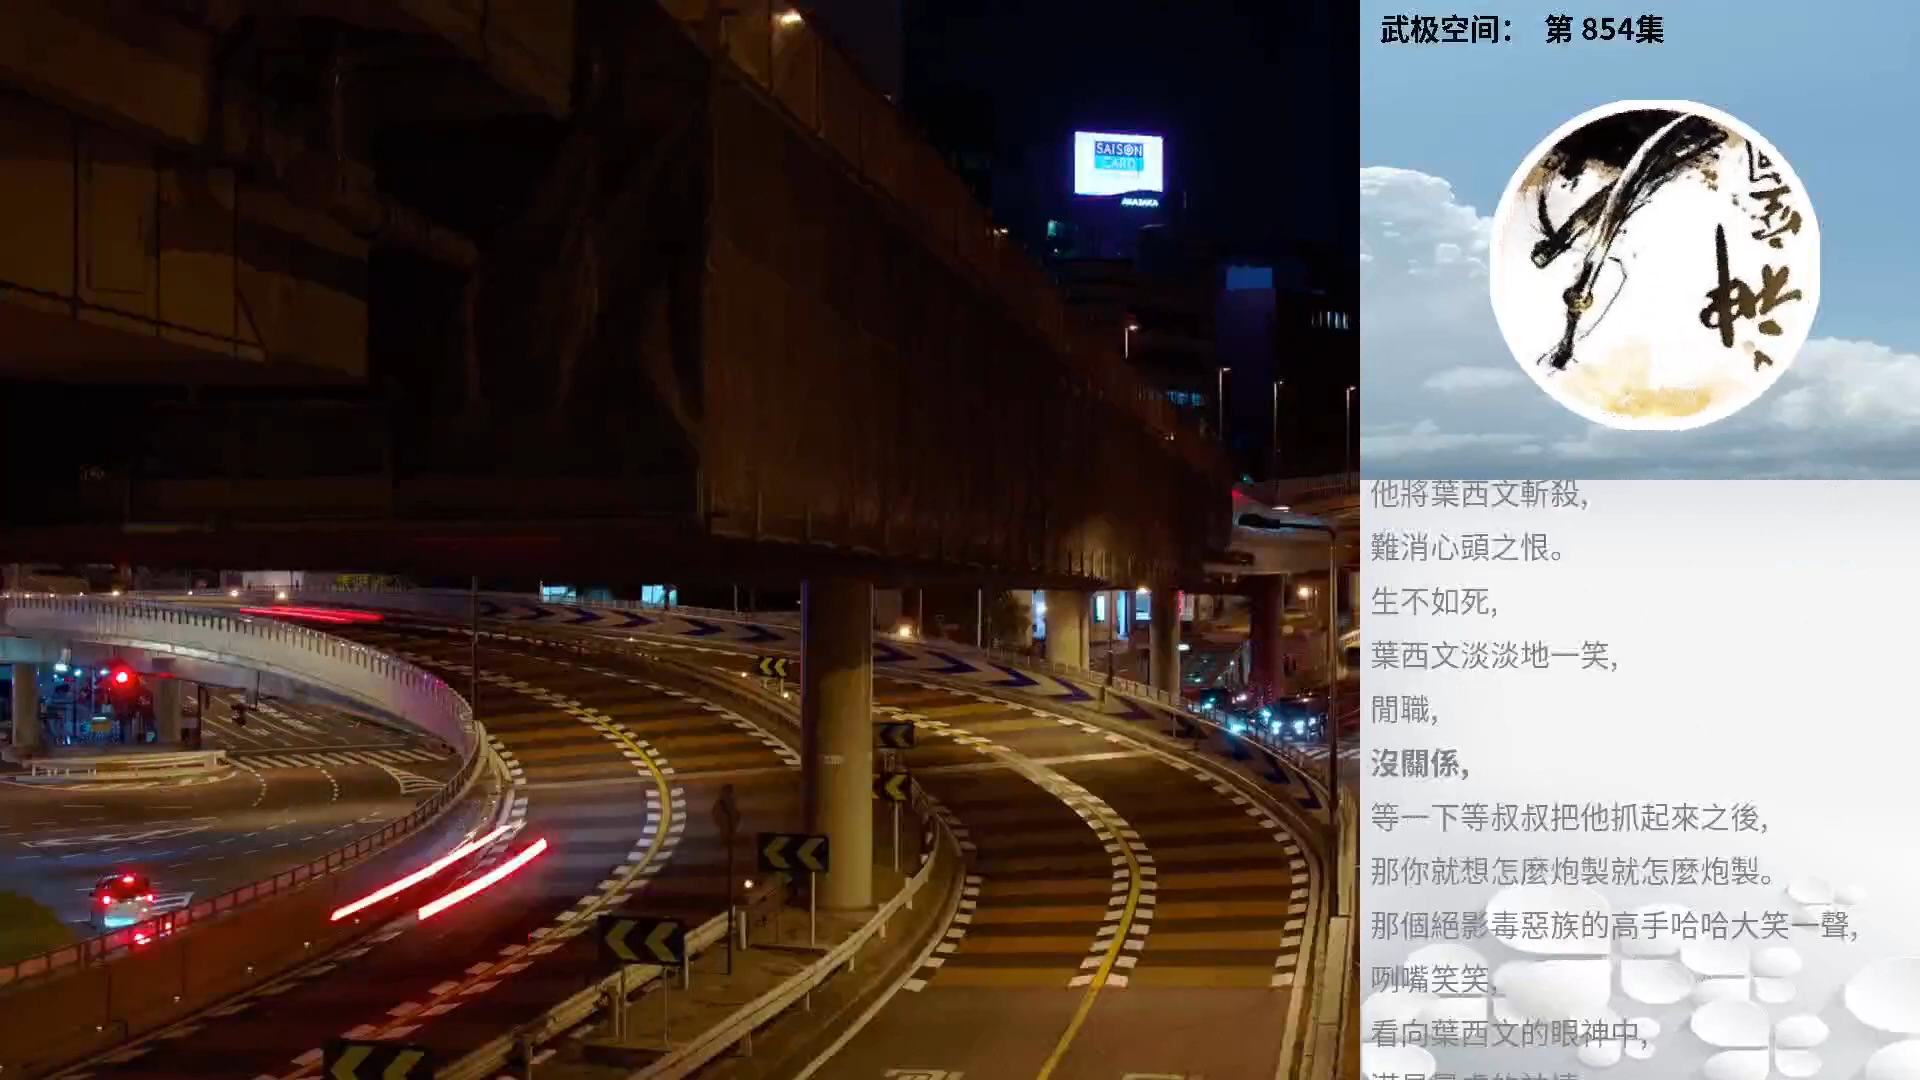 武极空间： 第 854集
SAISON
CARD
AKASAKA
他將葉西文斬殺,
難消心頭之恨。
生不如死,
葉西文淡淡地一笑,
閒職,
沒關係,
等一下等叔叔把他抓起來之後,
那你就想怎麼炮製就怎麼炮製。
那個絕影毒惡族的高手哈哈大笑一聲,
咧嘴笑笑,
看向葉西文的眼神中,